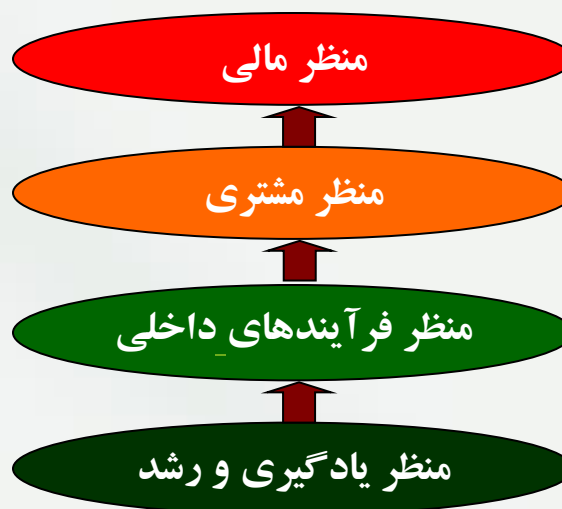 منظر مالی
منظر مشتری
منظر فرآیندهای داخلی
منظر یادگیری و رشد